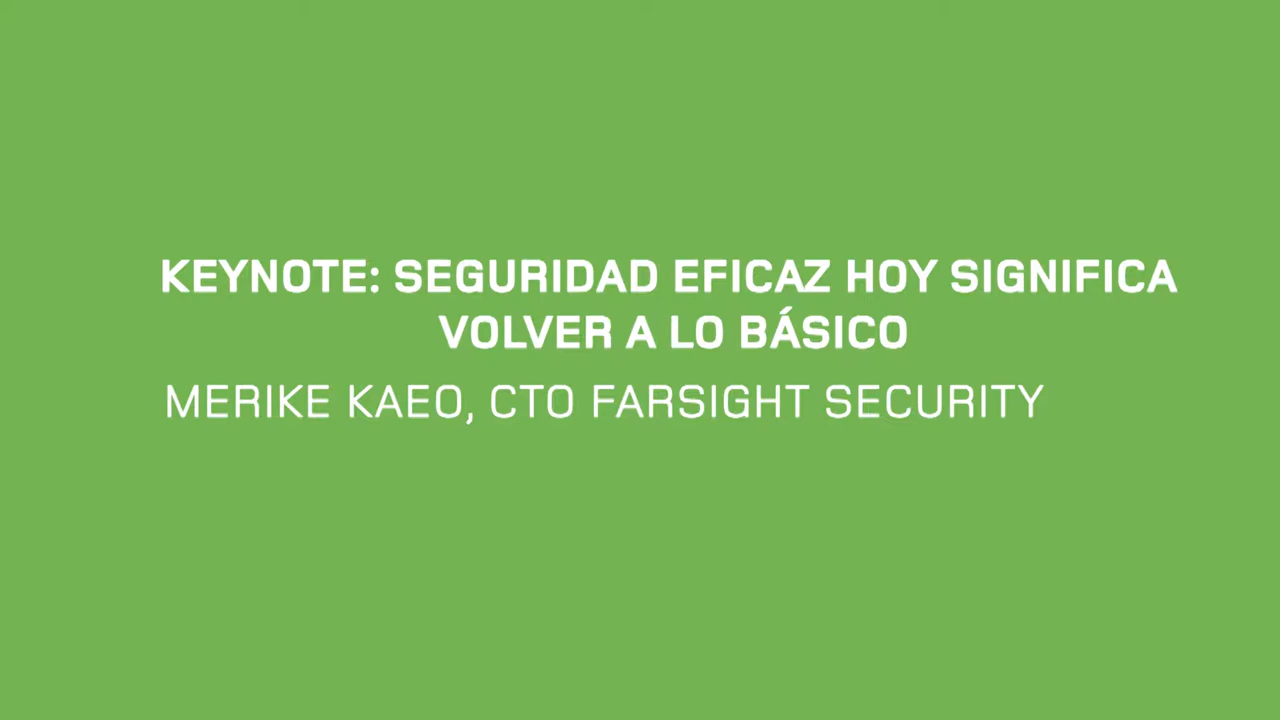 KEYNOTE: SEGURIDAD EFICAZ HOY SIGNIFICA
VOLVER A LO BÁSICO
MERIKE KAEO, CTO FARSIGHT SECURITY